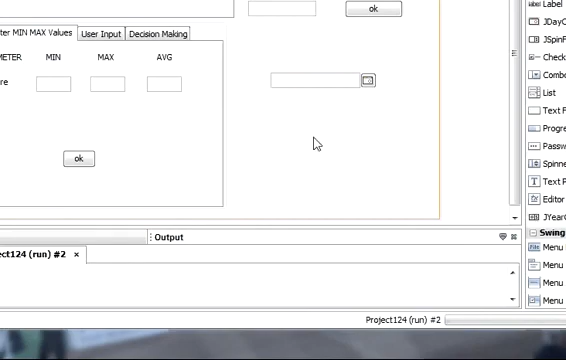 Label
ok
JDayC
JSpinF
ter MIN MAX Values User Input Decision Making
METER MIN MAX AVG
Check
re
Combo
List
Text F
Progre
ok
Passw
Spinne
Text P
Editor
JYearC
Output
Swing
Menu
ect124 (run) #2 ×
Menu
Menu
Menu
Project124 (run) #2